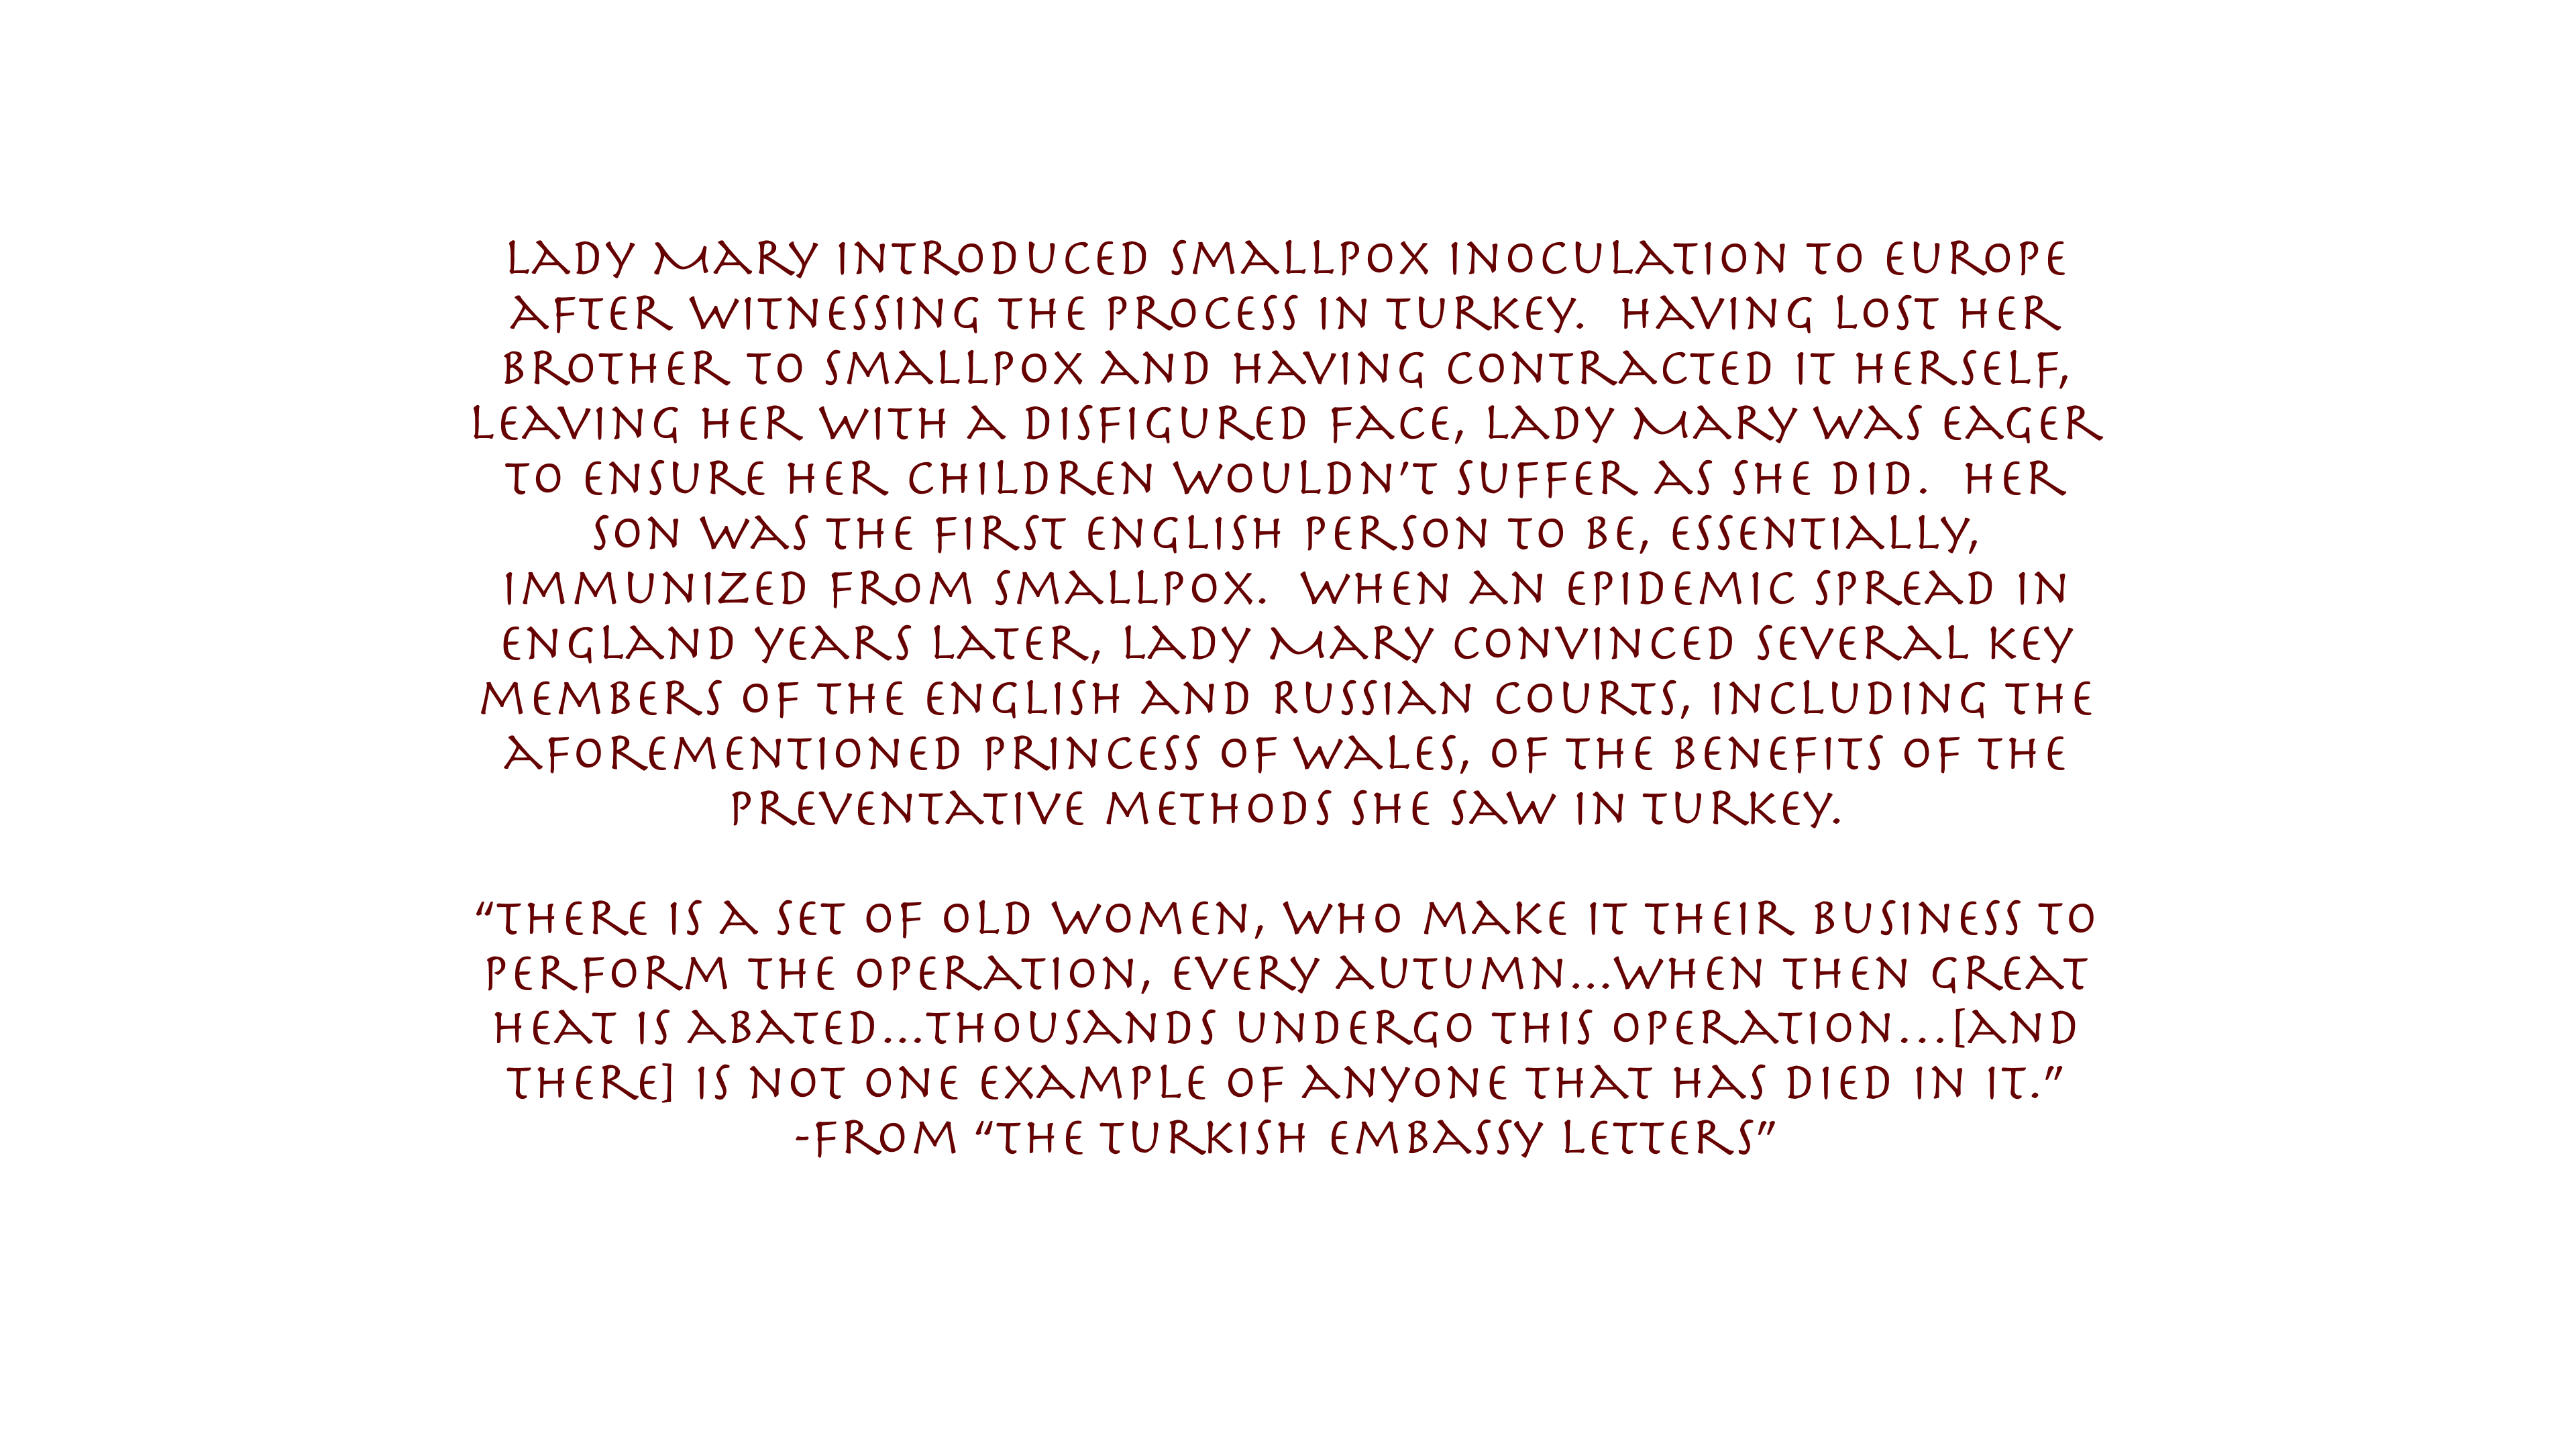 Lady Mary introduced smallpox inoculation to Europe
after witnessing the process in Turkey.  Having lost her
brother to smallpox and having contracted it herself,
leaving her with a disfigured face, Lady Mary was eager
to ensure her children wouldn’t suffer as she did.  Her
son was the first English person to be, essentially,
immunized from smallpox.  When an epidemic spread in
England years later, Lady Mary convinced several key
members of the English and Russian courts, including the
aforementioned Princess of Wales, of the benefits of the
preventative methods she saw in Turkey.
“There is a set of old women, who make it their business to
perform the operation, every autumn...when then great
heat is abated...thousands undergo this operation...[and
there] is not one example of anyone that has died in it.”
-From “The Turkish Embassy Letters”